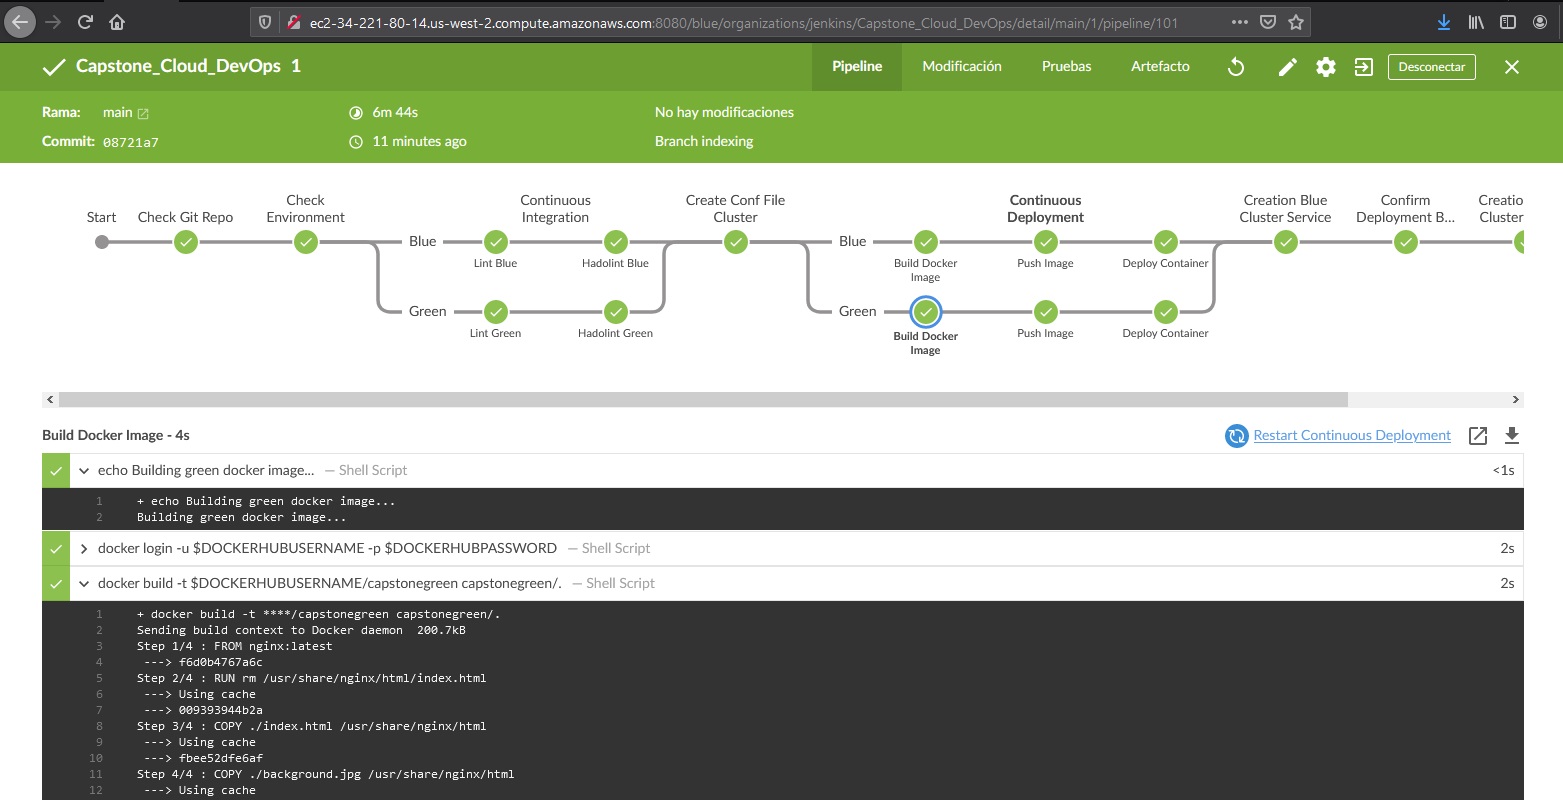 ec2-34-221-80-14.us-west-2.compute.amazonaws.com:8080/blue/organizations/jenkins/Capstone_Cloud_DevOps/detail/main/1/pipeline/101
Capstone_Cloud_DevOps 1
Pipeline Modificación Pruebas Artefacto Desconectar
Rama: main 6m 44s No hay modificaciones
Commit: 08721a7 11 minutes ago Branch indexing
Start
Check Git Repo
Check
Environment
Continuous
Integration
Create Conf File
Cluster
Continuous
Deployment
Creation Blue
Cluster Service
Confirm
Deployment B...
Creatio
Cluster
Blue
Lint Blue
Hadolint Blue
Blue
Build Docker
Image
Push Image
Deploy Container
Green
Lint Green
Hadolint Green
Green
Build Docker
Image
Push Image
Deploy Container
Build Docker Image - 4s Restart Continuous Deployment
echo Building green docker image... — Shell Script <1s
1 + echo Building green docker image...
2 Building green docker image...
docker login -u $DOCKERHUBUSERNAME -p $DOCKERHUBPASSWORD — Shell Script 2s
docker build -t $DOCKERHUBUSERNAME/capstonegreen capstonegreen/. — Shell Script 2s
1 + docker build -t ****/capstonegreen capstonegreen/.
2 Sending build context to Docker daemon 200.7kB
3 Step 1/4 : FROM nginx:latest
4 ---> f6d0b4767a6c
5 Step 2/4 : RUN rm /usr/share/nginx/html/index.html
6 ---> Using cache
7 ---> 009393944b2a
8 Step 3/4 : COPY ./index.html /usr/share/nginx/html
9 ---> Using cache
10 ---> fbee52dfe6af
11 Step 4/4 : COPY ./background.jpg /usr/share/nginx/html
12 ---> Using cache